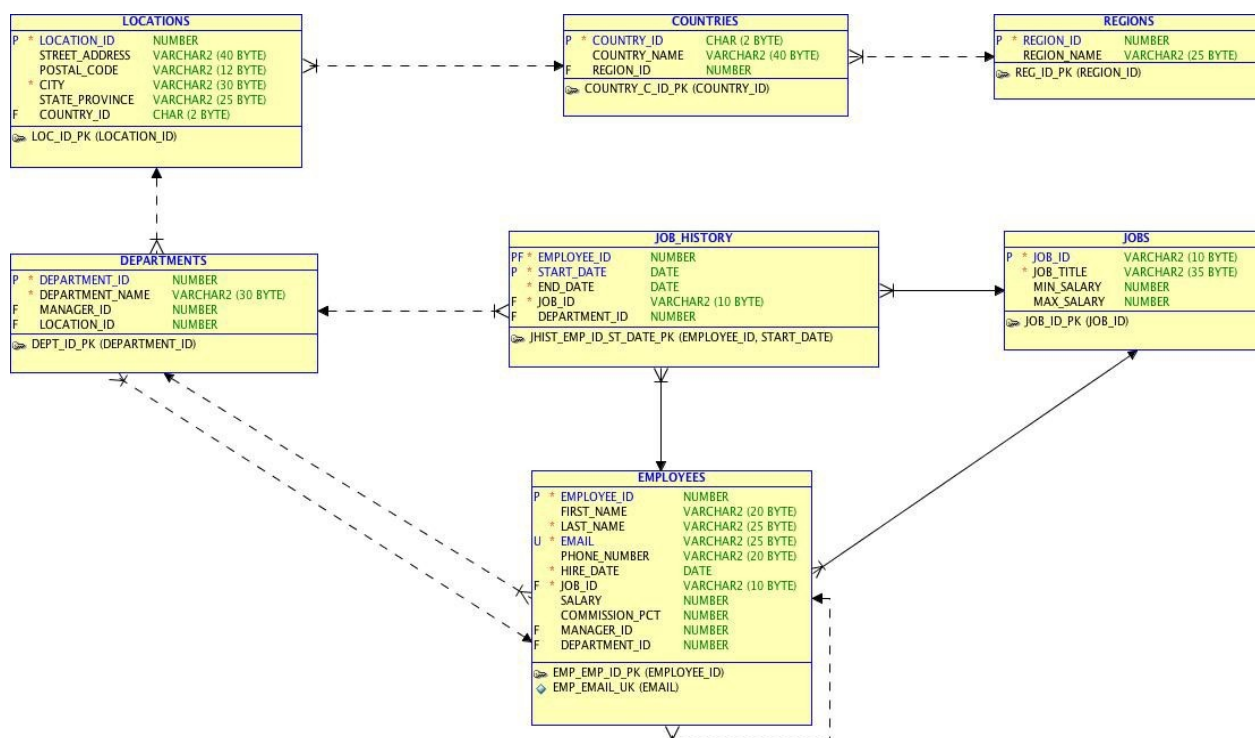 LOCATIONS
P * LOCATION_ID NUMBER
STREET_ADDRESS VARCHAR2 (40 BYTE)
POSTAL_CODE VARCHAR2 (12 BYTE)
* CITY VARCHAR2 (30 BYTE)
STATE_PROVINCE VARCHAR2 (25 BYTE)
F COUNTRY_ID CHAR (2 BYTE)
LOC_ID_PK (LOCATION_ID)
COUNTRIES
P * COUNTRY_ID CHAR (2 BYTE)
COUNTRY_NAME VARCHAR2 (40 BYTE)
F REGION_ID NUMBER
COUNTRY_C_ID_PK (COUNTRY_ID)
REGIONS
P * REGION_ID NUMBER
REGION_NAME VARCHAR2 (25 BYTE)
REG_ID_PK (REGION_ID)
DEPARTMENTS
P * DEPARTMENT_ID NUMBER
* DEPARTMENT_NAME VARCHAR2 (30 BYTE)
F MANAGER_ID NUMBER
F LOCATION_ID NUMBER
DEPT_ID_PK (DEPARTMENT_ID)
JOB_HISTORY
PF * EMPLOYEE_ID NUMBER
P * START_DATE DATE
* END_DATE DATE
F * JOB_ID VARCHAR2 (10 BYTE)
F DEPARTMENT_ID NUMBER
JHIST_EMP_ID_ST_DATE_PK (EMPLOYEE_ID, START_DATE)
JOBS
P * JOB_ID VARCHAR2 (10 BYTE)
* JOB_TITLE VARCHAR2 (35 BYTE)
MIN_SALARY NUMBER
MAX_SALARY NUMBER
JOB_ID_PK (JOB_ID)
EMPLOYEES
P * EMPLOYEE_ID NUMBER
FIRST_NAME VARCHAR2 (20 BYTE)
* LAST_NAME VARCHAR2 (25 BYTE)
U * EMAIL VARCHAR2 (25 BYTE)
PHONE_NUMBER VARCHAR2 (20 BYTE)
* HIRE_DATE DATE
F * JOB_ID VARCHAR2 (10 BYTE)
SALARY NUMBER
COMMISSION_PCT NUMBER
F MANAGER_ID NUMBER
F DEPARTMENT_ID NUMBER
EMP_EMP_ID_PK (EMPLOYEE_ID)
EMP_EMAIL_UK (EMAIL)